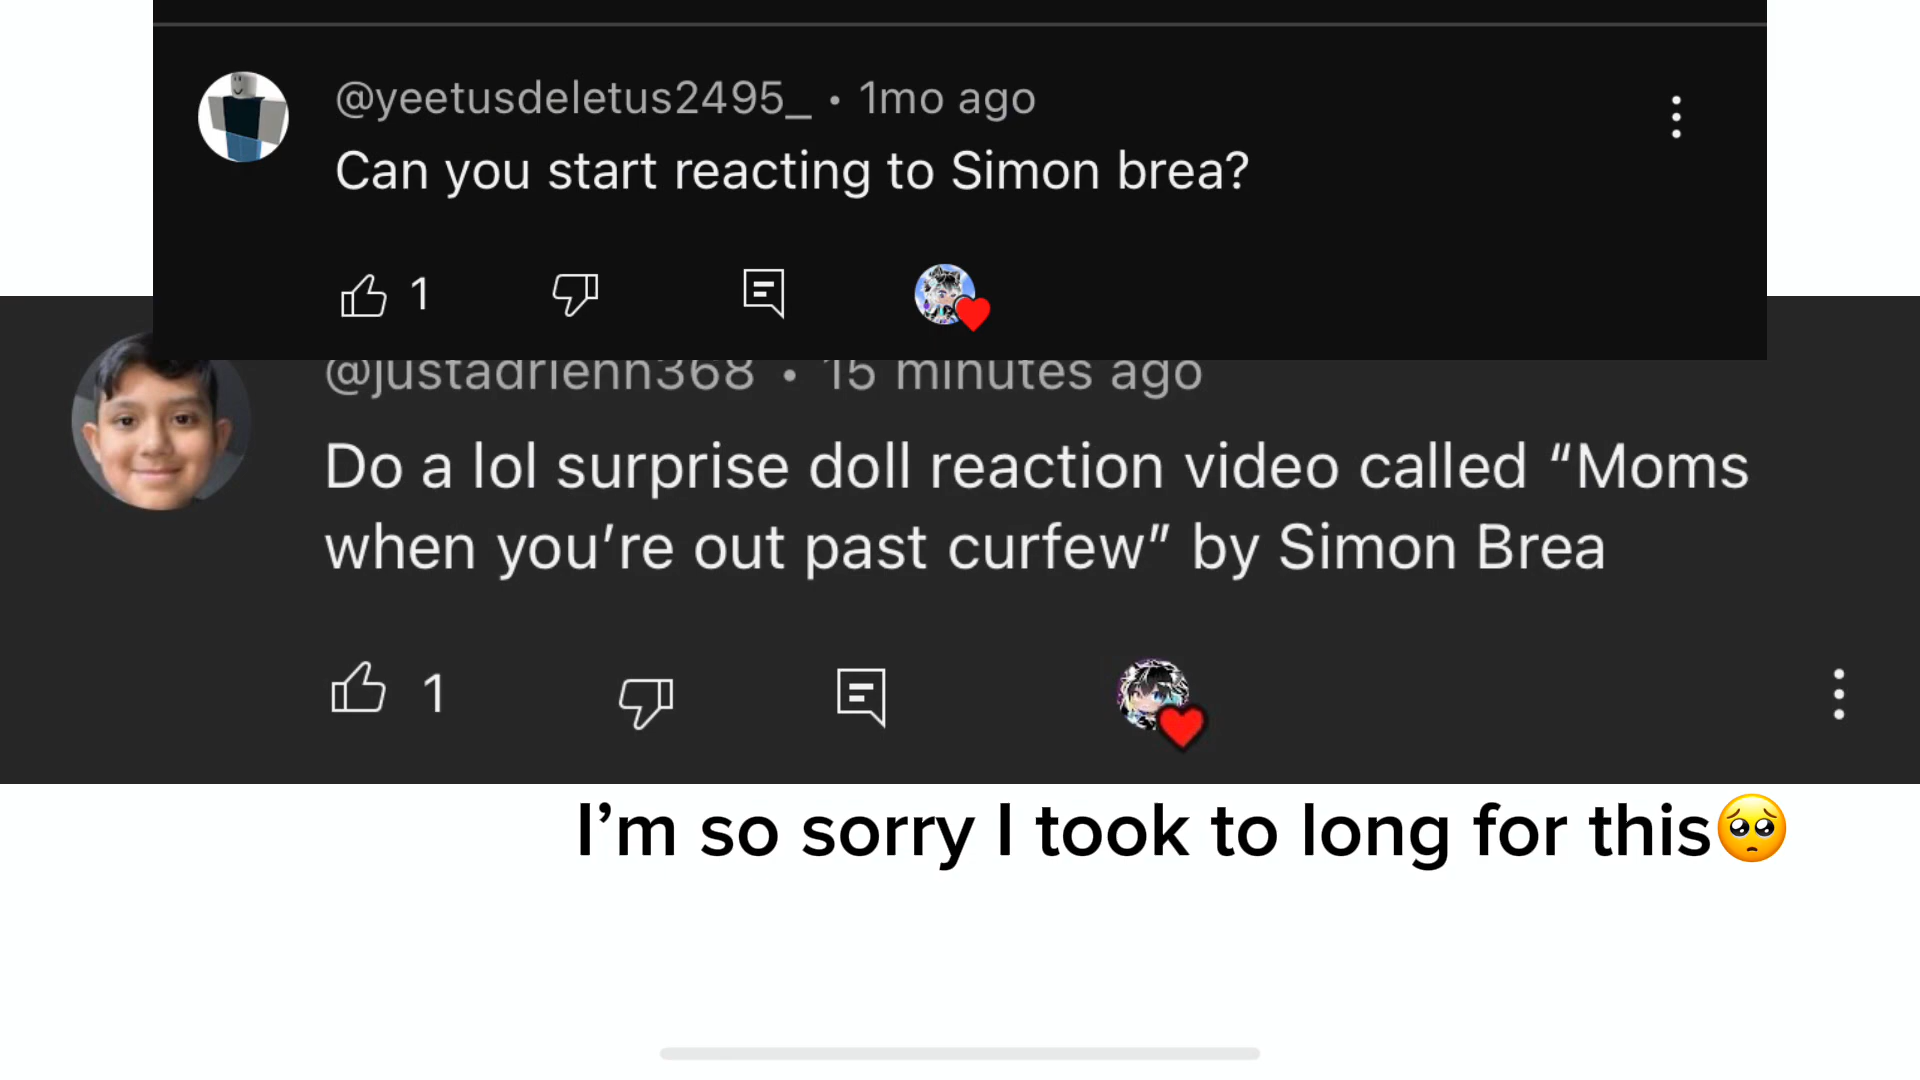 @yeetusdeletus2495_ • 1mo ago
Can you start reacting to Simon brea?
1
@justadrienn368 • 15 minutes ago
Do a lol surprise doll reaction video called “Moms
when you’re out past curfew” by Simon Brea
1
I’m so sorry I took to long for this🥺